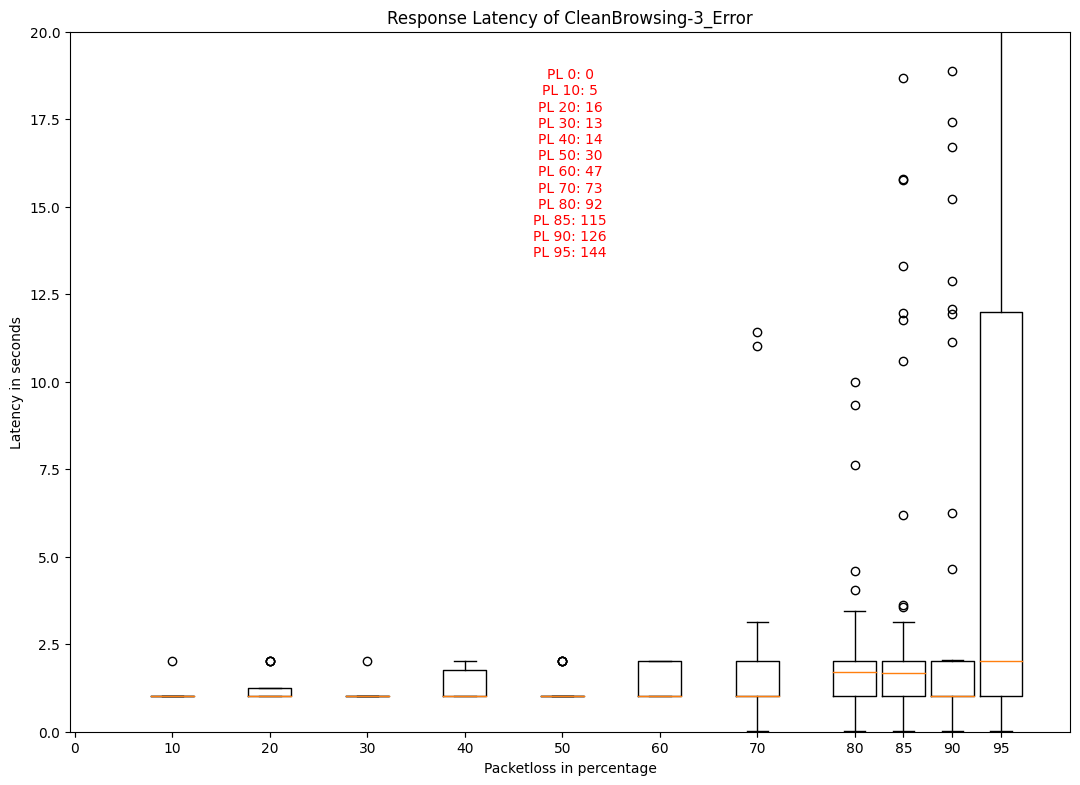 Response Latency of CleanBrowsing-3_Error
20.0
17.5
15.0
12.5
10.0
7.5
5.0
2.5
0.0
Latency in seconds
PL 0: 0
PL 10: 5
PL 20: 16
PL 30: 13
PL 40: 14
PL 50: 30
PL 60: 47
PL 70: 73
PL 80: 92
PL 85: 115
PL 90: 126
PL 95: 144
0 10 20 30 40 50 60 70 80 85 90 95
Packetloss in percentage